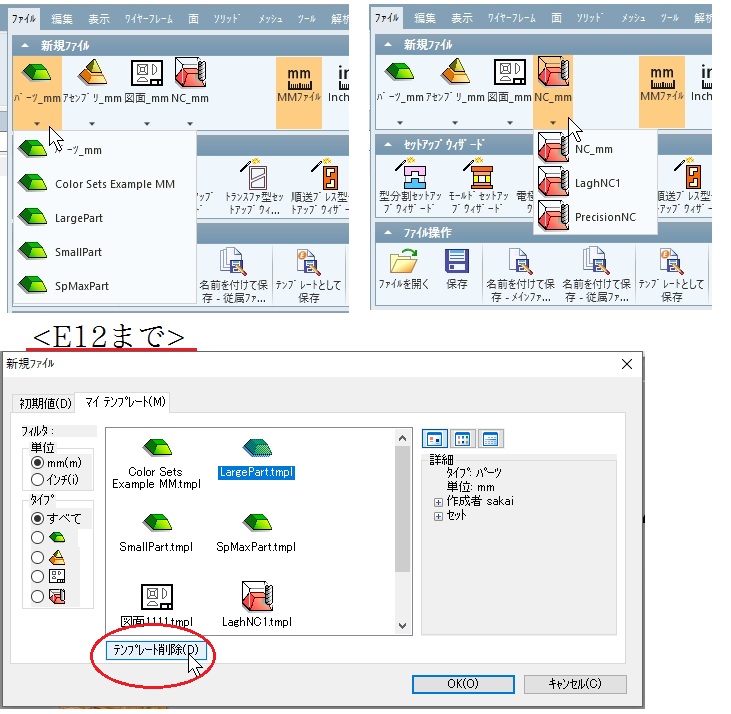 ファイル 編集 表示 ワイヤーフレーム 面 ソリッド メッシュ ツール 解析
新規ファイル
パーツ_mm アセンブリ_mm 図面_mm NC_mm
mm
MMファイル
Inch
ーツ_mm
Color Sets Example MM
LargePart
SmallPart
SpMaxPart
トランスファ型セッ
トアップ ウィ...
順送プレス型
タアップ ウィザ
名前を付けて保
存 - 従属ファ...
テンプレートとして
保存
ファイル 編集 表示 ワイヤーフレーム 面 ソリッド メッシュ ツール 解析
新規ファイル
パーツ_mm アセンブリ_mm 図面_mm NC_mm
mm
MMファイル
Inch
NC_mm
LaghNC1
PrecisionNC
セットアップ ウィザード
型分割セットアッ
プ ウィザード
モールド セットアッ
プ ウィザード
電極
順送プレス型
ファイル操作
ファイルを開く
保存
名前を付けて保
存 - メインファ...
名前を付けて保
存 - 従属ファ...
テンプレートとして
保存
<E12まで>
新規ファイル
初期値(D) マイ テンプレート(M)
フィルタ :
単位
mm(m)
インチ(i)
タイプ
すべて
Color Sets
Example MM.tmpl
LargePart.tmpl
SmallPart.tmpl SpMaxPart.tmpl
図面1111.tmpl LaghNC1.tmpl
テンプレート削除(D)
詳細
タイプ: パーツ
単位: mm
作成者 sakai
セット
OK(O) キャンセル(C)